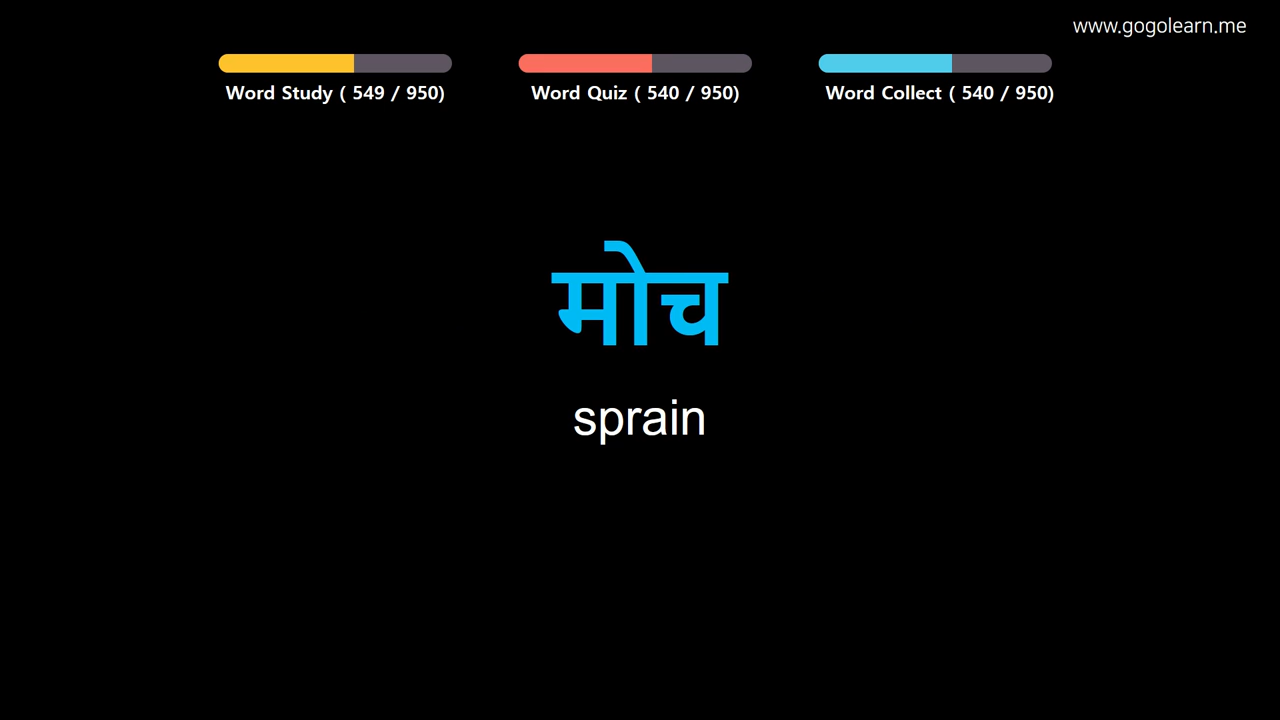 www.gogolearn.me
Word Study ( 549 / 950)
Word Quiz ( 540 / 950)
Word Collect ( 540 / 950)
मोच
sprain